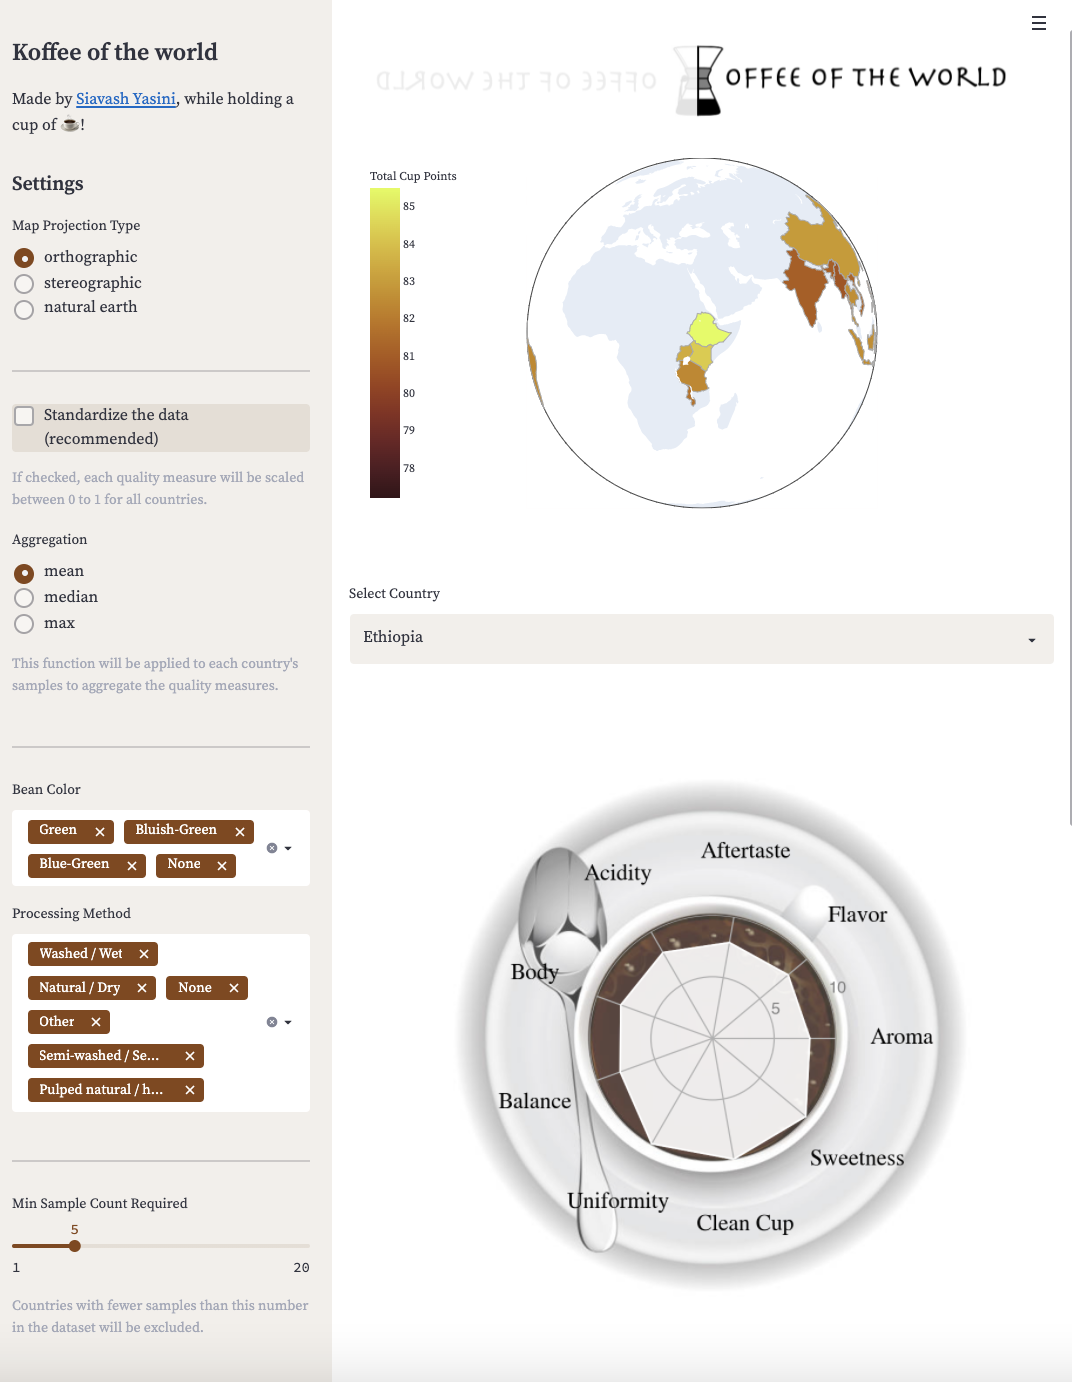 Koffee of the world
Made by Siavash Yasini, while holding a
cup of ☕!
Settings
Map Projection Type
orthographic
stereographic
natural earth
Standardize the data
(recommended)
If checked, each quality measure will be scaled
between 0 to 1 for all countries.
Aggregation
mean
median
max
This function will be applied to each country's
samples to aggregate the quality measures.
Bean Color
Green
Bluish-Green
Blue-Green
None
Processing Method
Washed / Wet
Natural / Dry
None
Other
Semi-washed / Se...
Pulped natural / h...
Min Sample Count Required
5
1
20
Countries with fewer samples than this number
in the dataset will be excluded.
OFFEE OF THE WORLD
OFFEE OF THE WORLD
Total Cup Points
85
84
83
82
81
80
79
78
Select Country
Ethiopia
Aftertaste
Acidity
Flavor
Body
10
5
Aroma
Balance
Sweetness
Uniformity
Clean Cup